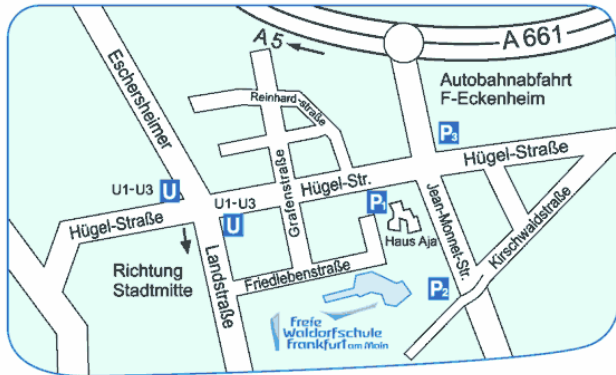 A 5
A 661
Eschersheimer
Reinhard-straße
Autobahnabfahrt
F-Eckenheim
P3
Hügel-Straße
U1-U3
U
U1-U3
U
Hügel-Str.
P1
Grafenstraße
Hügel-Straße
Haus Aja
Jean-Monnet-Str.
Kirschwaldstraße
Richtung
Stadtmitte
Landstraße
Friedlebenstraße
P2
Freie
Waldorfschule
Frankfurt am Main